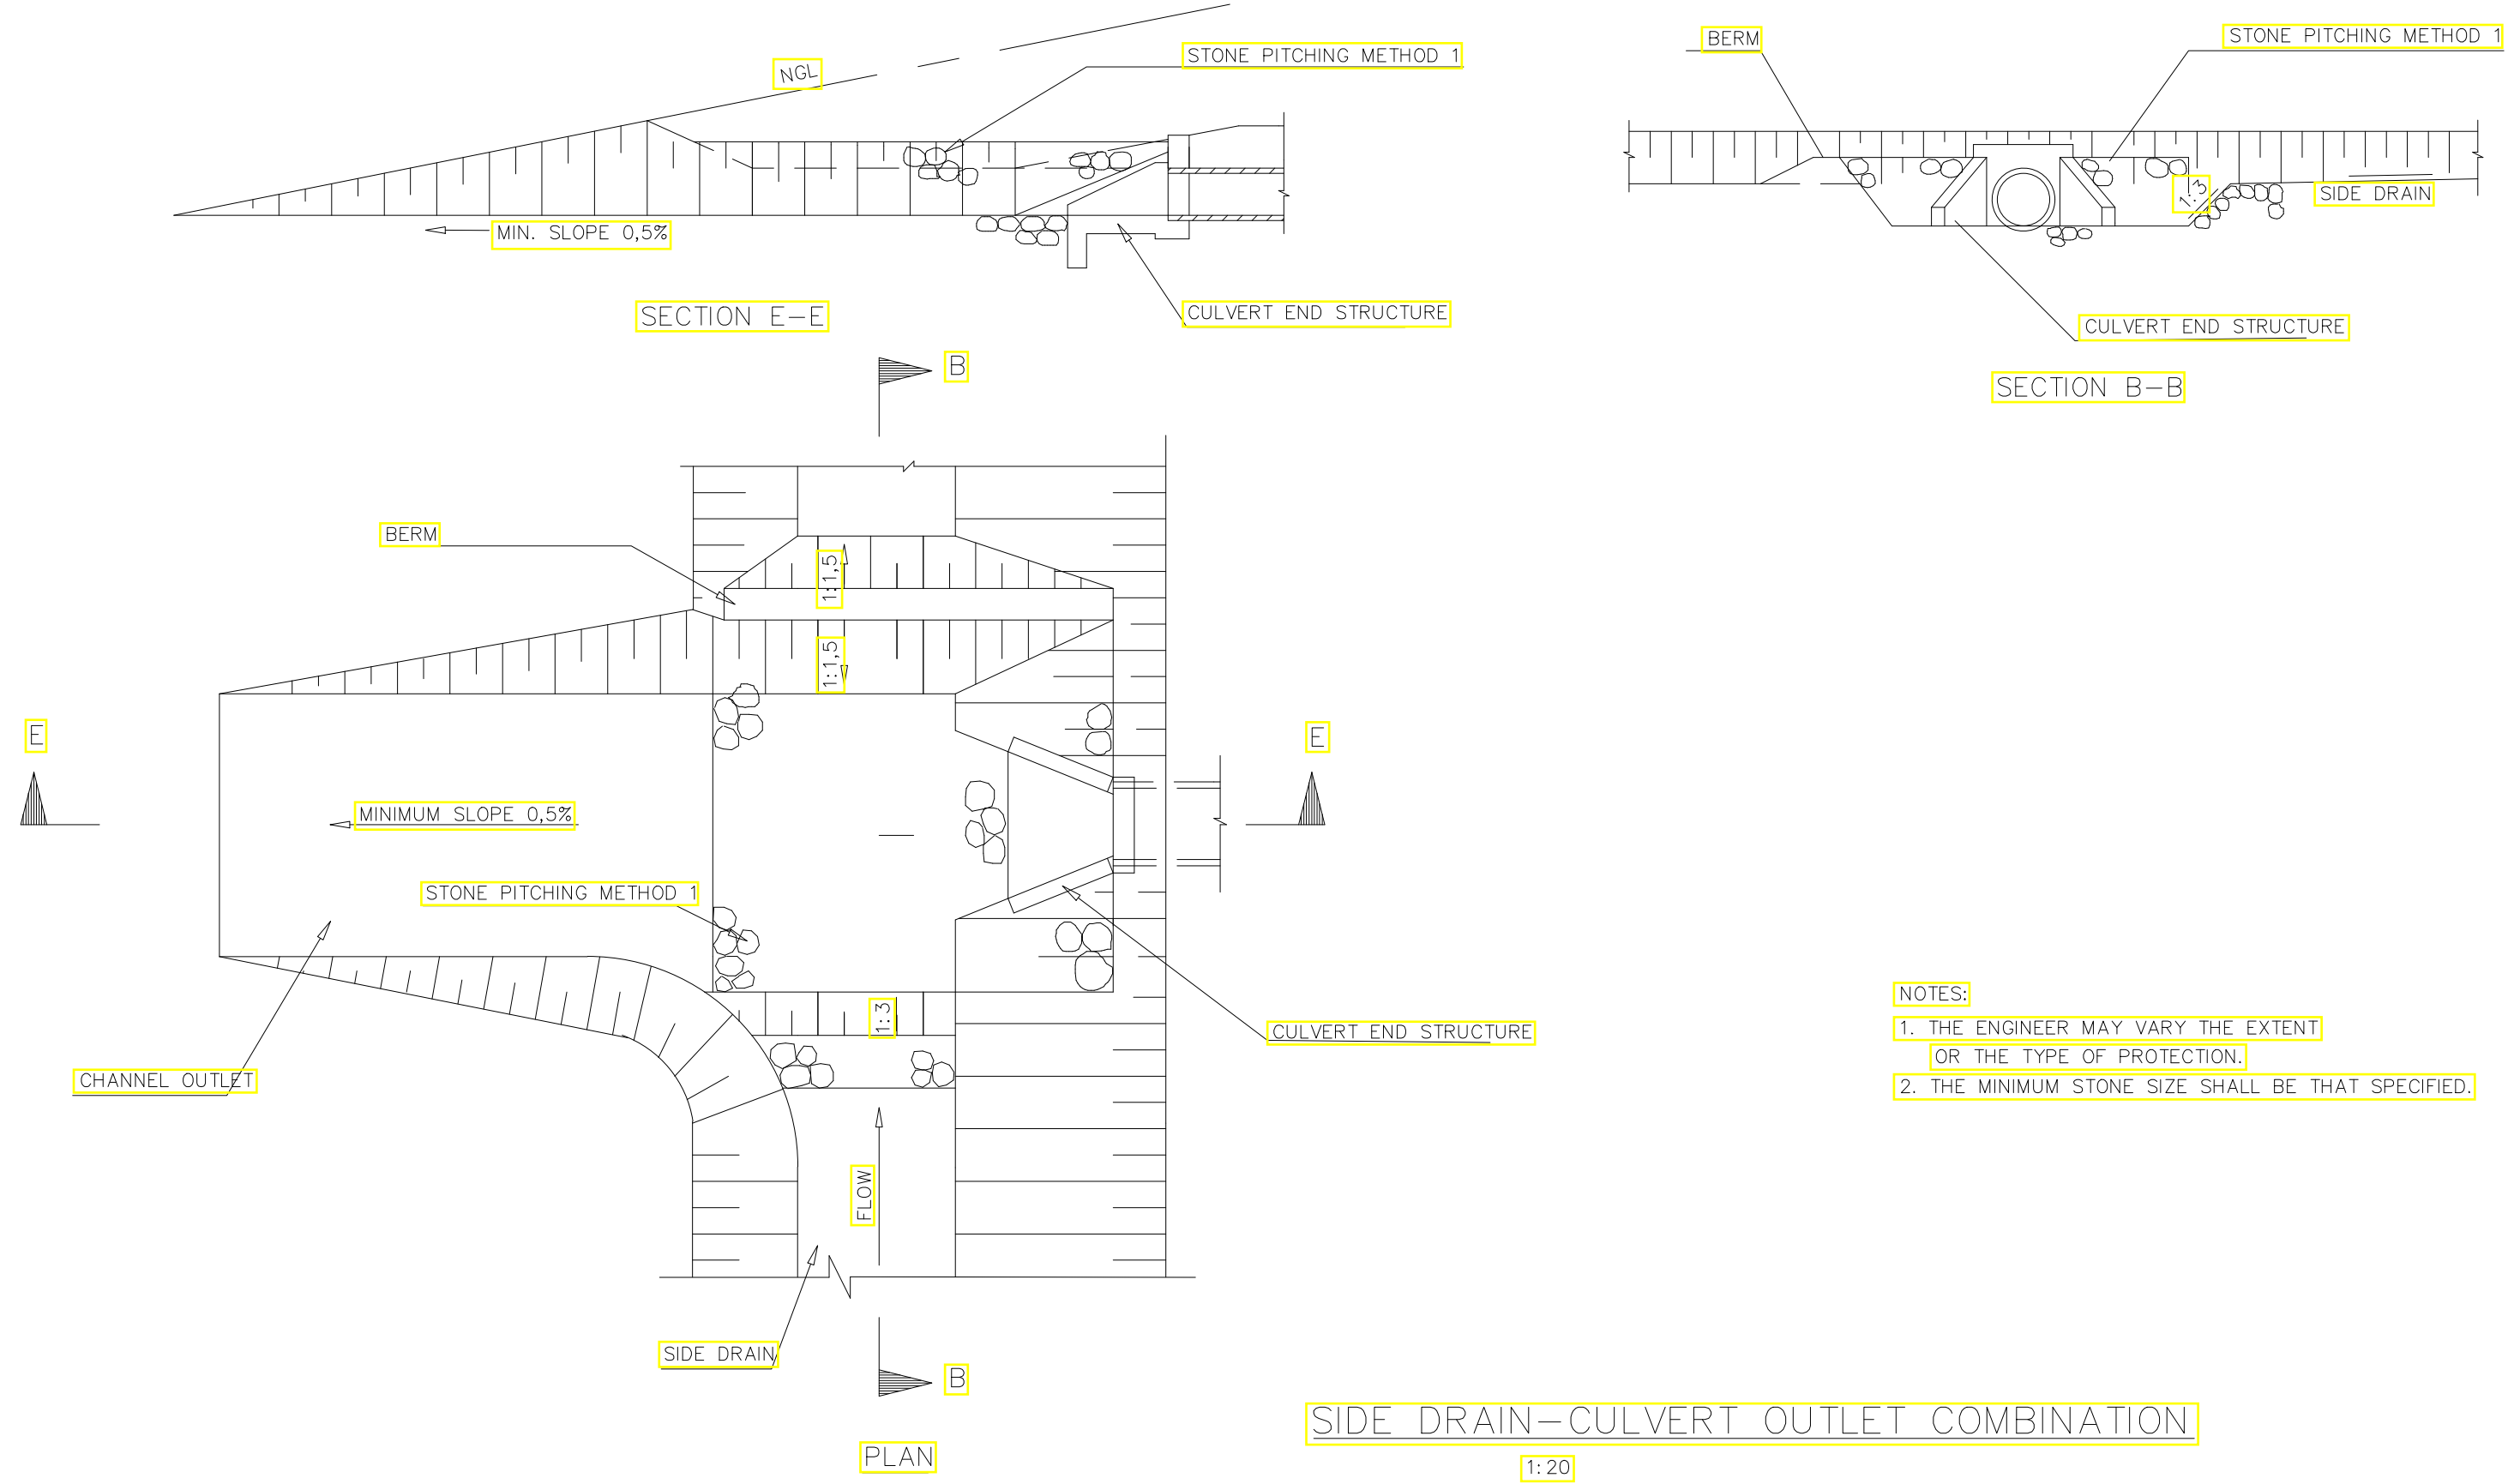 NGL
STONE PITCHING METHOD 1
MIN. SLOPE 0,5%
CULVERT END STRUCTURE
SECTION E-E
BERM
STONE PITCHING METHOD 1
1:3
SIDE DRAIN
CULVERT END STRUCTURE
SECTION B-B
B
BERM
1:1,5
1:1,5
E
E
MINIMUM SLOPE 0,5%
STONE PITCHING METHOD 1
1:3
CULVERT END STRUCTURE
CHANNEL OUTLET
FLOW
SIDE DRAIN
B
PLAN
NOTES:
1. THE ENGINEER MAY VARY THE EXTENT
OR THE TYPE OF PROTECTION.
2. THE MINIMUM STONE SIZE SHALL BE THAT SPECIFIED.
SIDE DRAIN-CULVERT OUTLET COMBINATION
1:20